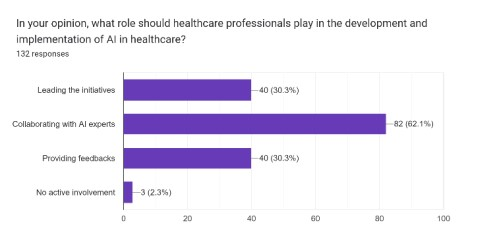 In your opinion, what role should healthcare professionals play in the development and
implementation of AI in healthcare?
132 responses
Leading the initiatives
40 (30.3%)
Collaborating with AI experts
82 (62.1%)
Providing feedbacks
40 (30.3%)
No active involvement
3 (2.3%)
0 20 40 60 80 100